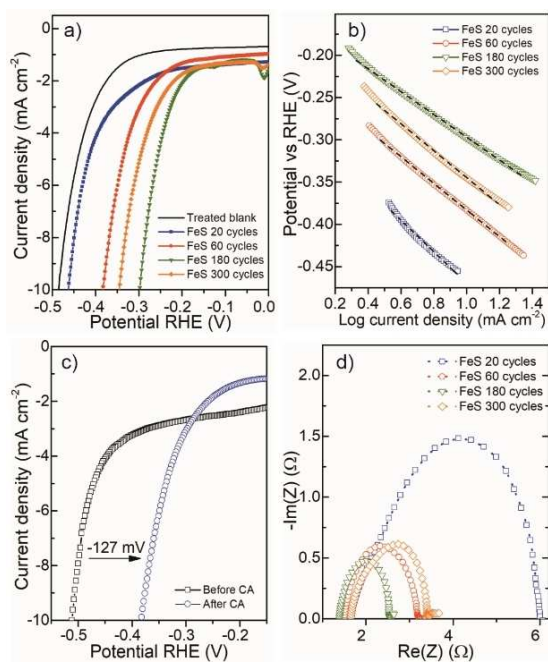 a)
Current density (mA cm⁻²)
0
-2
-4
-6
-8
-10
-0.5
-0.4
-0.3
-0.2
-0.1
0.0
Potential RHE (V)
Treated blank
FeS 20 cycles
FeS 60 cycles
FeS 180 cycles
FeS 300 cycles
b)
Potential vs RHE (V)
-0.20
-0.25
-0.30
-0.35
-0.40
-0.45
0.2
0.4
0.6
0.8
1.0
1.2
1.4
Log current density (mA cm⁻²)
FeS 20 cycles
FeS 60 cycles
FeS 180 cycles
FeS 300 cycles
c)
Current density (mA cm⁻²)
0
-2
-4
-6
-8
-10
-0.5
-0.4
-0.3
-0.2
Potential RHE (V)
-127 mV
Before CA
After CA
d)
-Im(Z) (Ω)
2.0
1.5
1.0
0.5
0.0
2
4
6
Re(Z) (Ω)
FeS 20 cycles
FeS 60 cycles
FeS 180 cycles
FeS 300 cycles